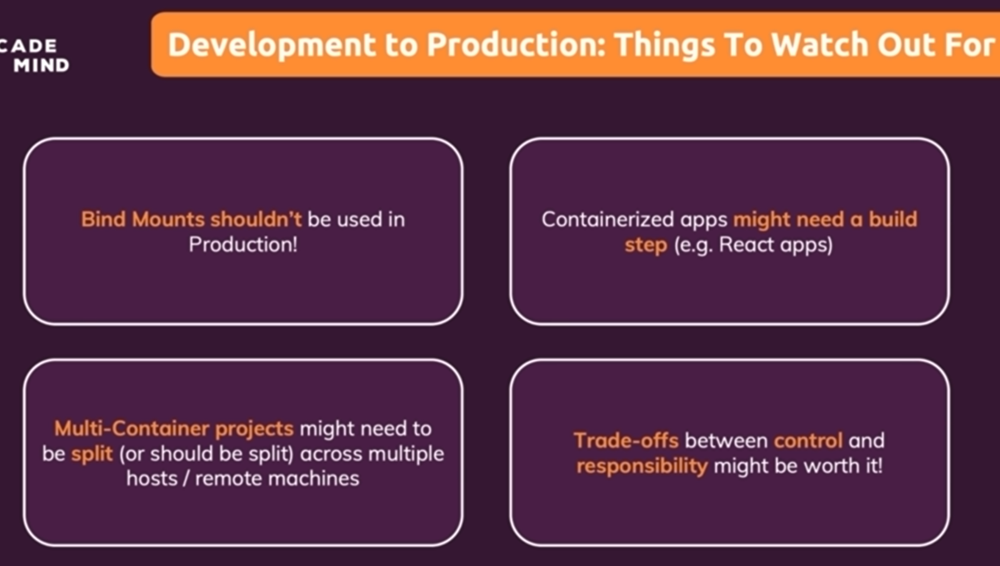 CADE
MIND
Development to Production: Things To Watch Out For
Bind Mounts shouldn’t be used in
Production!
Containerized apps might need a build
step (e.g. React apps)
Multi-Container projects might need to
be split (or should be split) across multiple
hosts / remote machines
Trade-offs between control and
responsibility might be worth it!